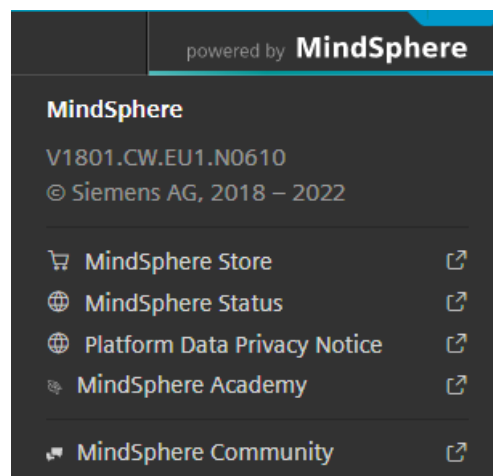 powered by MindSphere
MindSphere
V1801.CW.EU1.N0610
© Siemens AG, 2018 – 2022
MindSphere Store
MindSphere Status
Platform Data Privacy Notice
MindSphere Academy
MindSphere Community